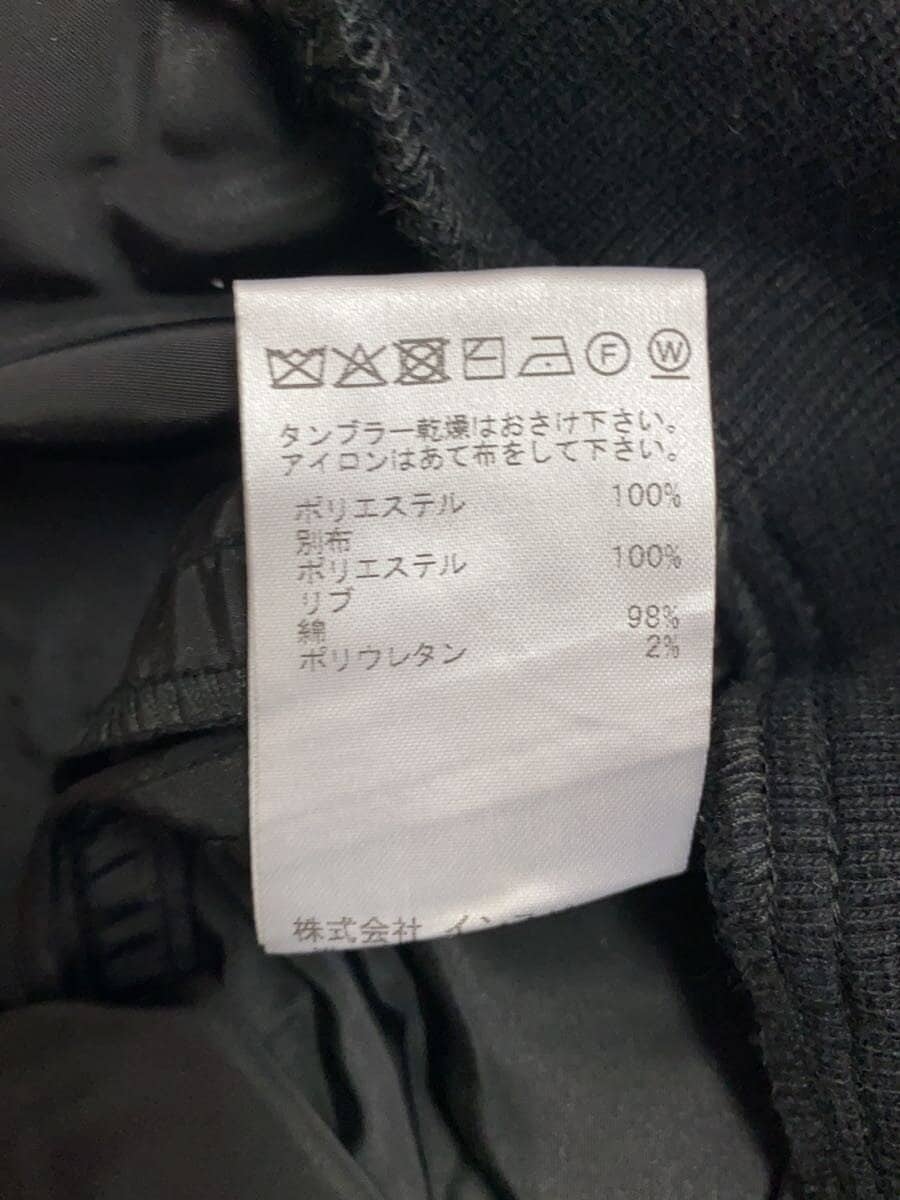 F W
タンブラー乾燥はおさけ下さい。
アイロンはあて布をして下さい。
ポリエステル 100%
別布
ポリエステル 100%
リブ
綿 98%
ポリウレタン 2%
株式会社